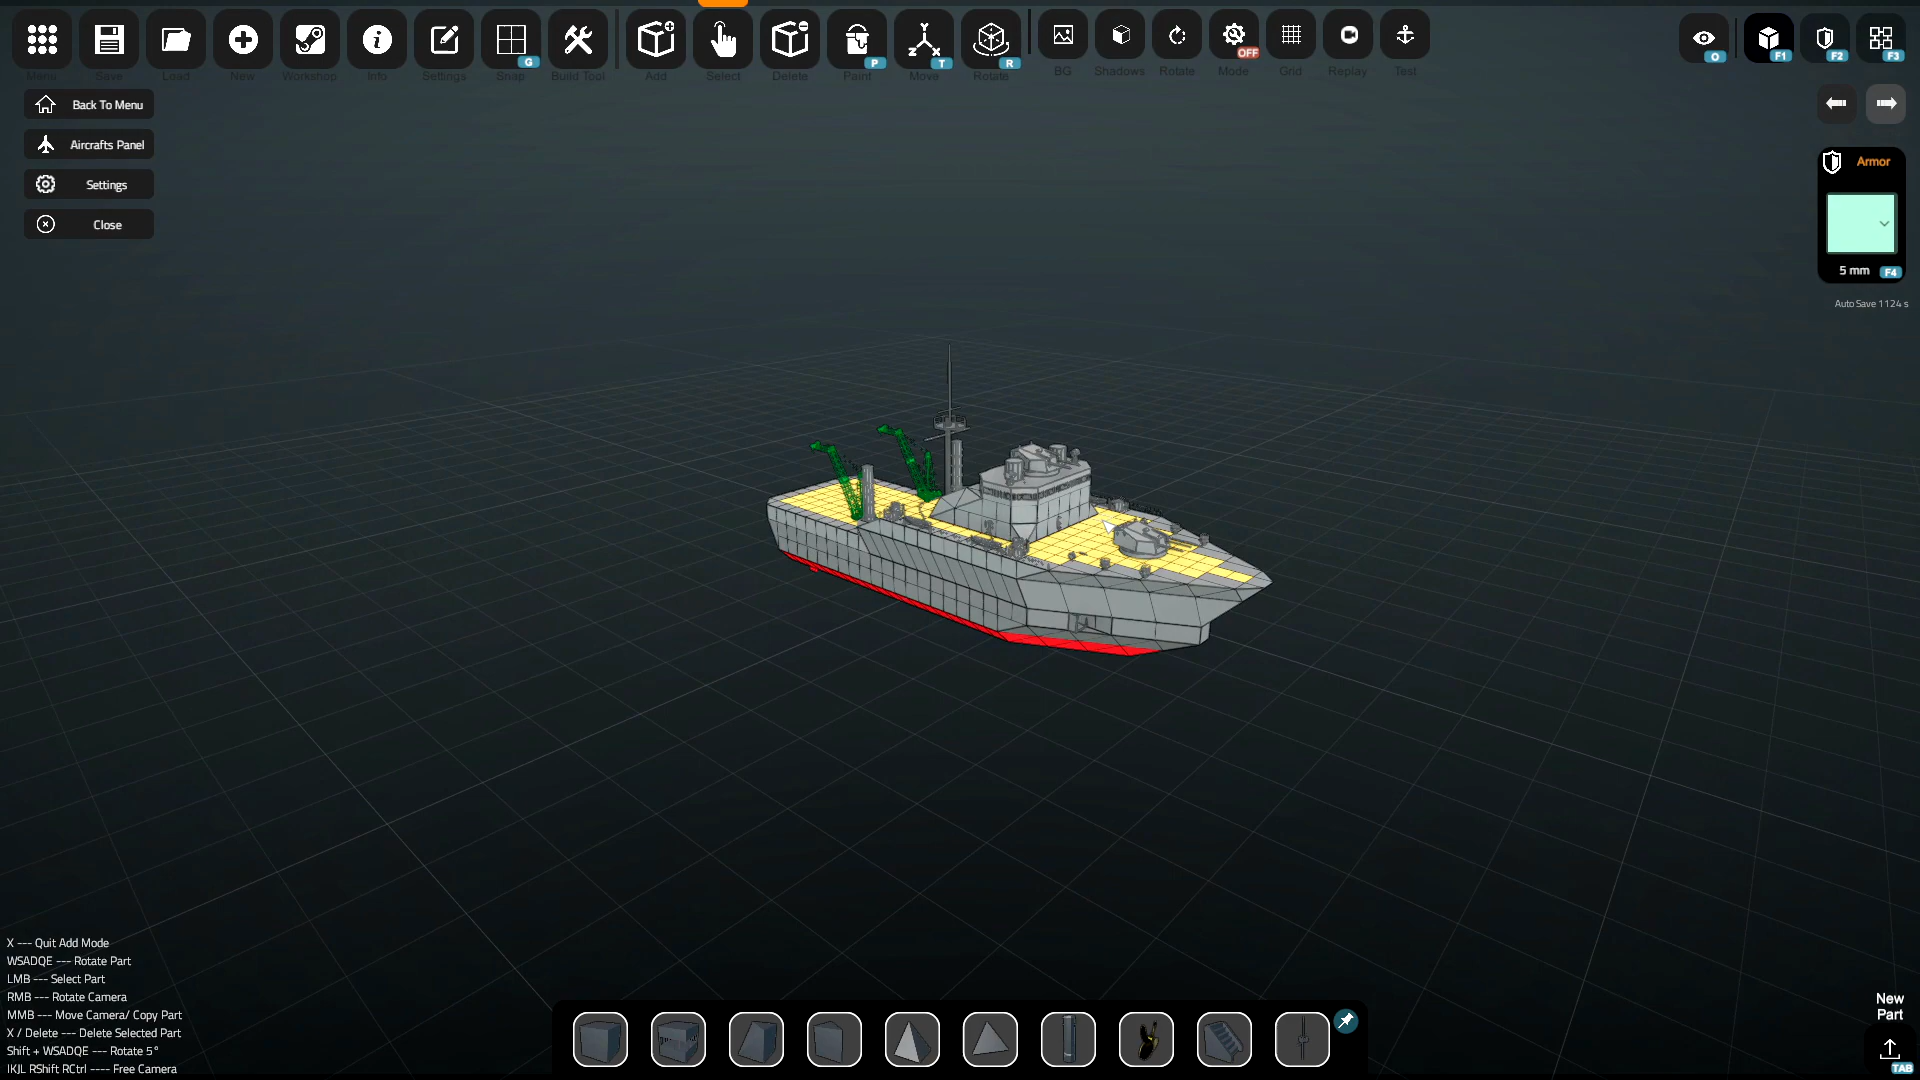 Menu
Save
Load
New
Workshop
Info
Settings
Snap
G
Build Tool
Add
Select
Delete
Paint
P
Move
T
Rotate
R
BG
Shadows
Rotate
Mode
OFF
Grid
Replay
Test
O
F1
F2
F3
Back To Menu
Aircrafts Panel
Settings
Close
Armor
5 mm
F4
Auto Save 1124 s
X --- Quit Add Mode
WSADQE --- Rotate Part
LMB --- Select Part
RMB --- Rotate Camera
MMB --- Move Camera/ Copy Part
X / Delete --- Delete Selected Part
Shift + WSADQE --- Rotate 5°
IKJL RShift RCtrl ---- Free Camera
New
Part
TAB